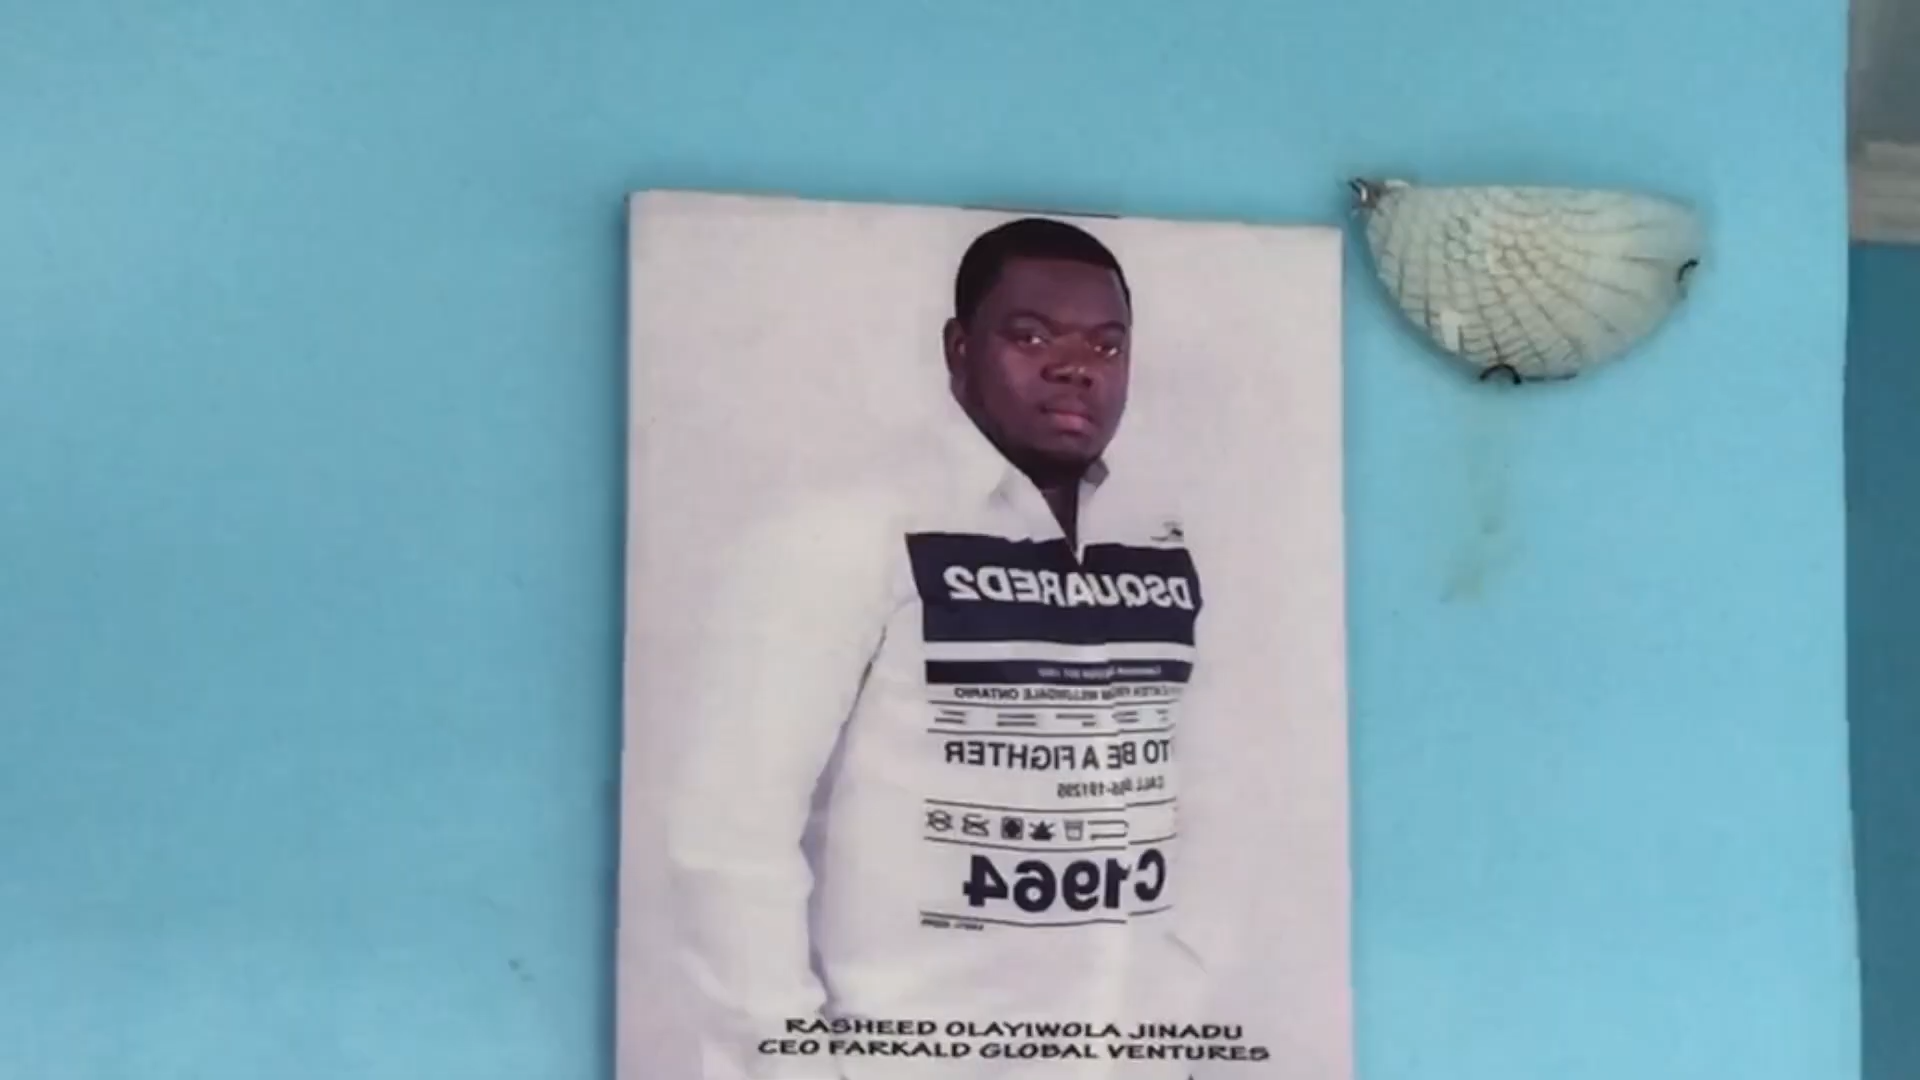 DSQUARED2
TO BE A FIGHTER
C1964
RASHEED OLAYIWOLA JINADU
CEO FARKALD GLOBAL VENTURES